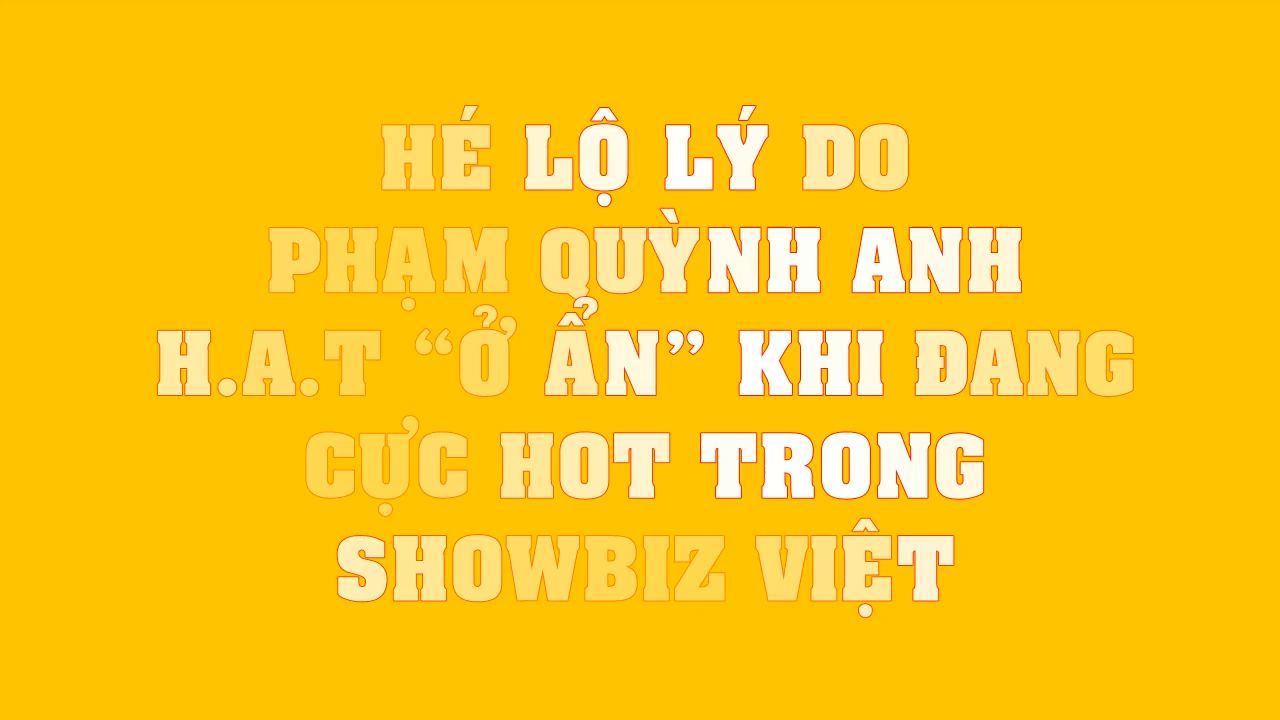 HÉ LỘ LÝ DO
PHẠM QUỲNH ANH
H.A.T “Ở ẨN” KHI ĐANG
CỰC HOT TRONG
SHOWBIZ VIỆT